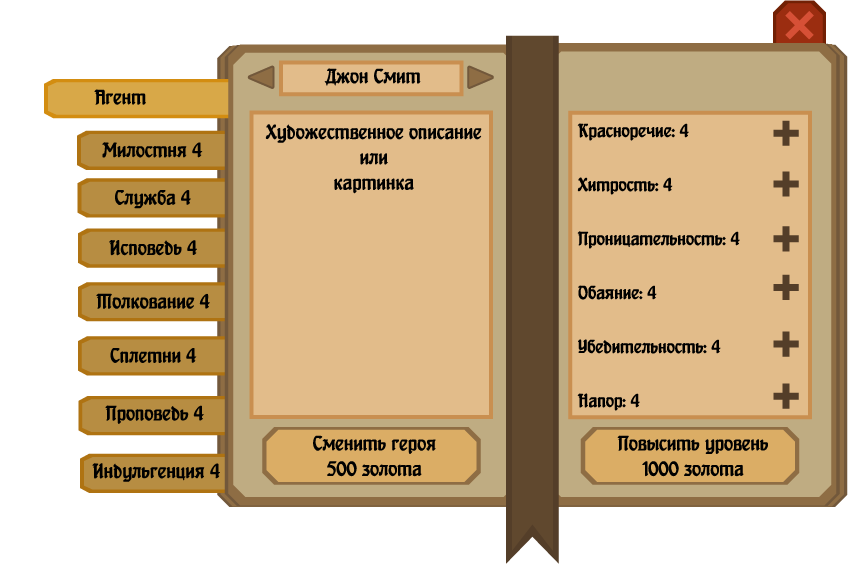 Агент
Милостня 4
Служба 4
Исповедь 4
Толкование 4
Сплетни 4
Проповедь 4
Индульгенция 4
Джон Смит
Художественное описание
или
картинка
Сменить героя
500 золота
Красноречие: 4
Хитрость: 4
Проницательность: 4
Обаяние: 4
Убедительность: 4
Напор: 4
Повысить уровень
1000 золота